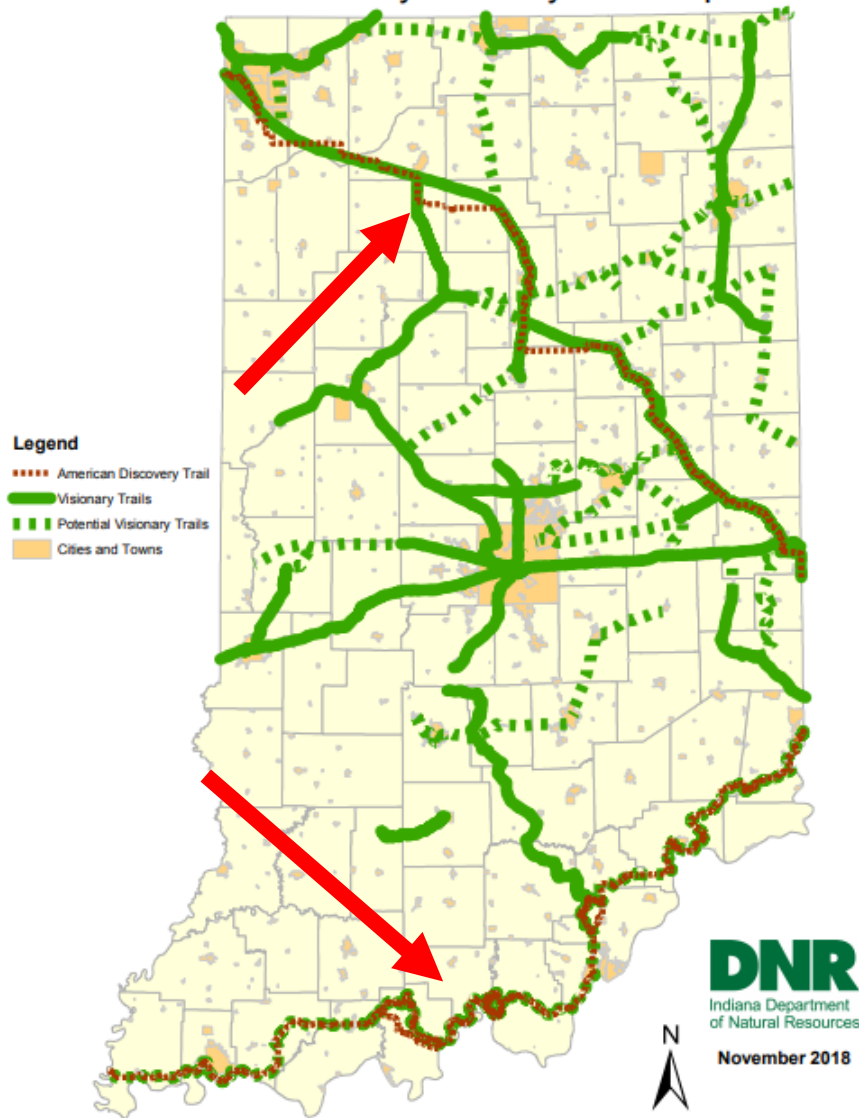 Legend
American Discovery Trail
Visionary Trails
Potential Visionary Trails
Cities and Towns
DNR
Indiana Department
of Natural Resources
N
November 2018